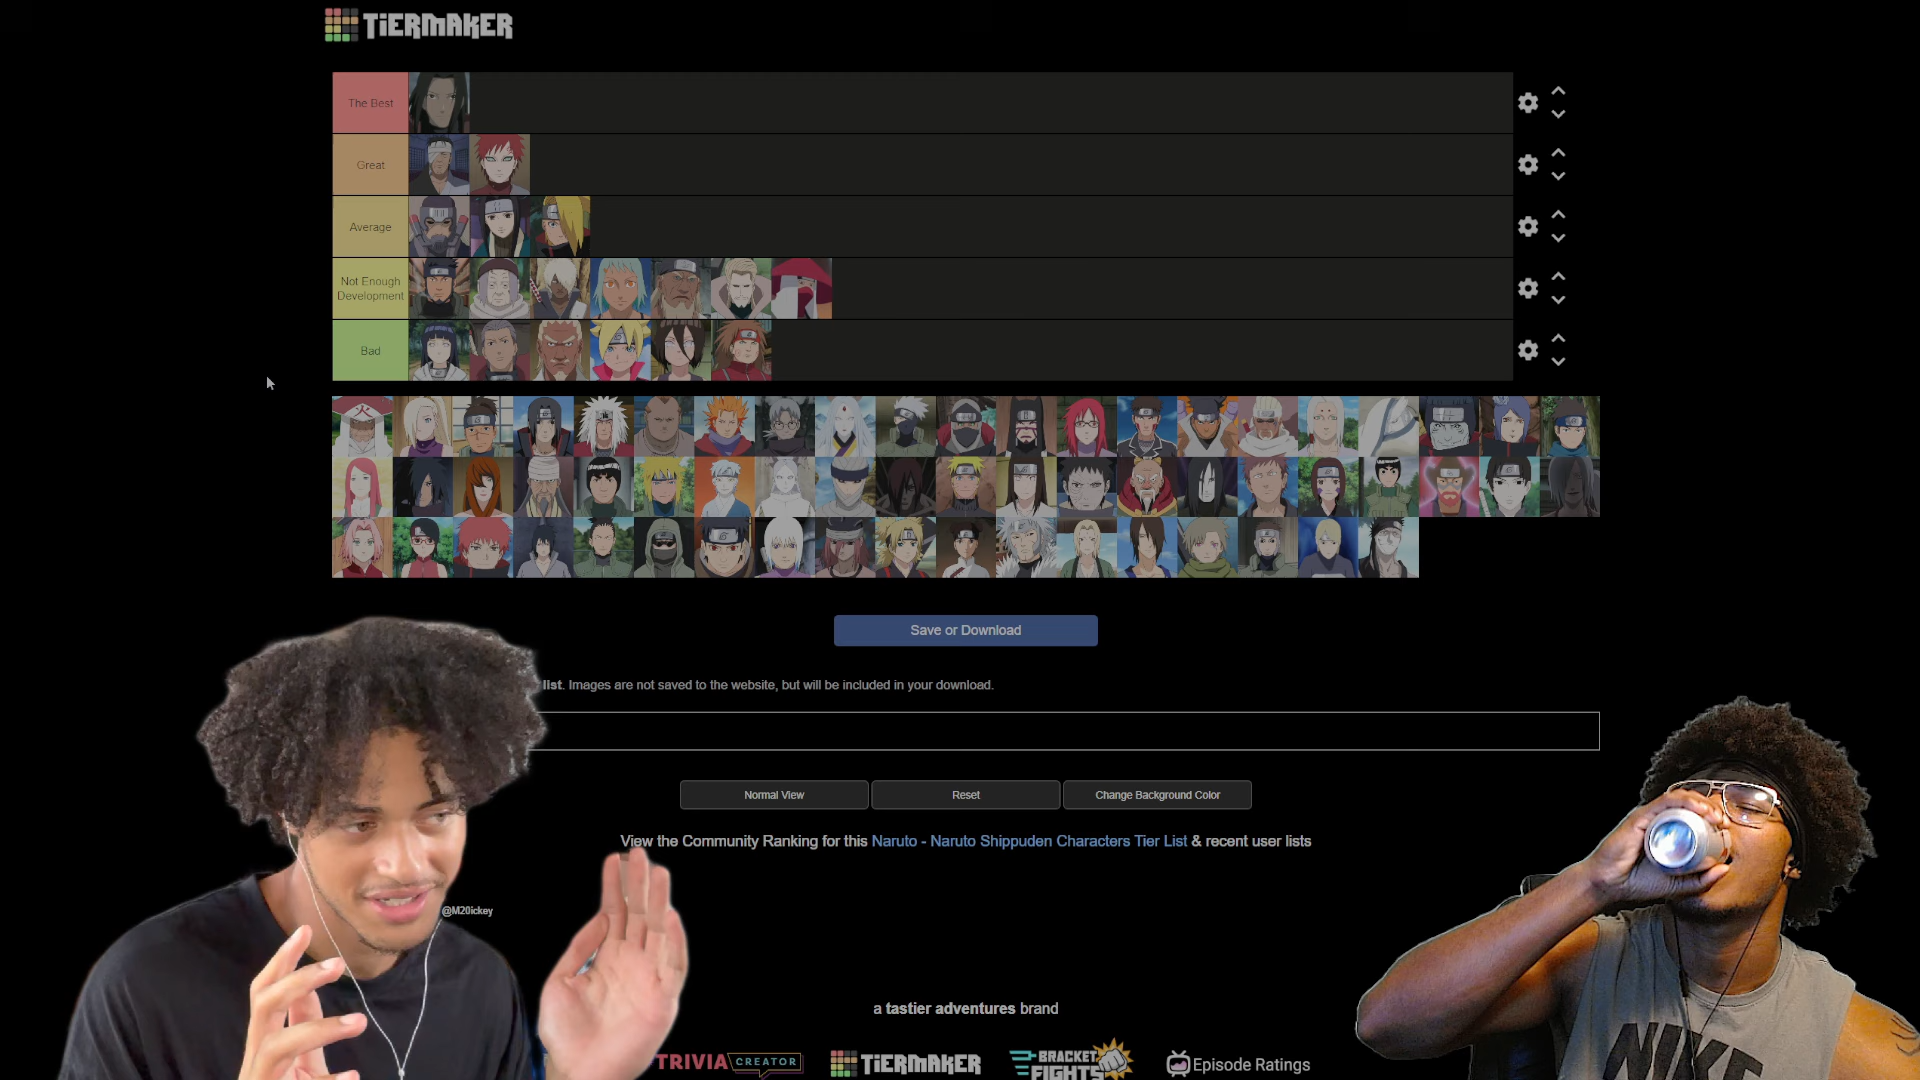 TiERMAKER
The Best
Great
Average
Not Enough
Development
Bad
Save or Download
list. Images are not saved to the website, but will be included in your download.
Normal View
Reset
Change Background Color
View the Community Ranking for this Naruto - Naruto Shippuden Characters Tier List & recent user lists
@M20ickey
a tastier adventures brand
TRIVIA CREATOR
TiERMAKER
BRACKET
FIGHTS
Episode Ratings
NIKE